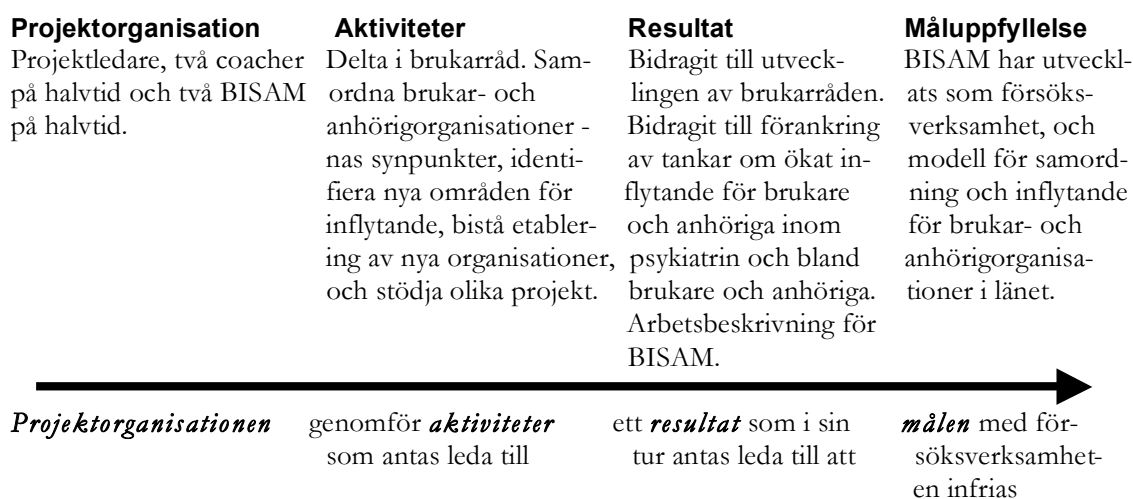 Projektorganisation
Projektledare, två coacher
på halvtid och två BISAM
på halvtid.
Aktiviteter
Delta i brukarråd. Sam-
ordna brukar- och
anhörigorganisationer -
nas synpunkter, identi-
fiera nya områden för
inflytande, bistå etabler-
ing av nya organisationer,
och stödja olika projekt.
Resultat
Bidragit till utveck-
lingen av brukarråden.
Bidragit till förankring
av tankar om ökat in-
flytande för brukare
och anhöriga inom
psykiatrin och bland
brukare och anhöriga.
Arbetsbeskrivning för
BISAM.
Måluppfyllelse
BISAM har utveckl-
ats som försöks-
verksamhet, och
modell för samord-
ning och inflytande
för brukar- och
anhörigorganisa-
tioner i länet.
Projektorganisationen
genomför aktiviteter
som antas leda till
ett resultat som i sin
tur antas leda till att
målen med för-
söksverksamhet-
en infrias